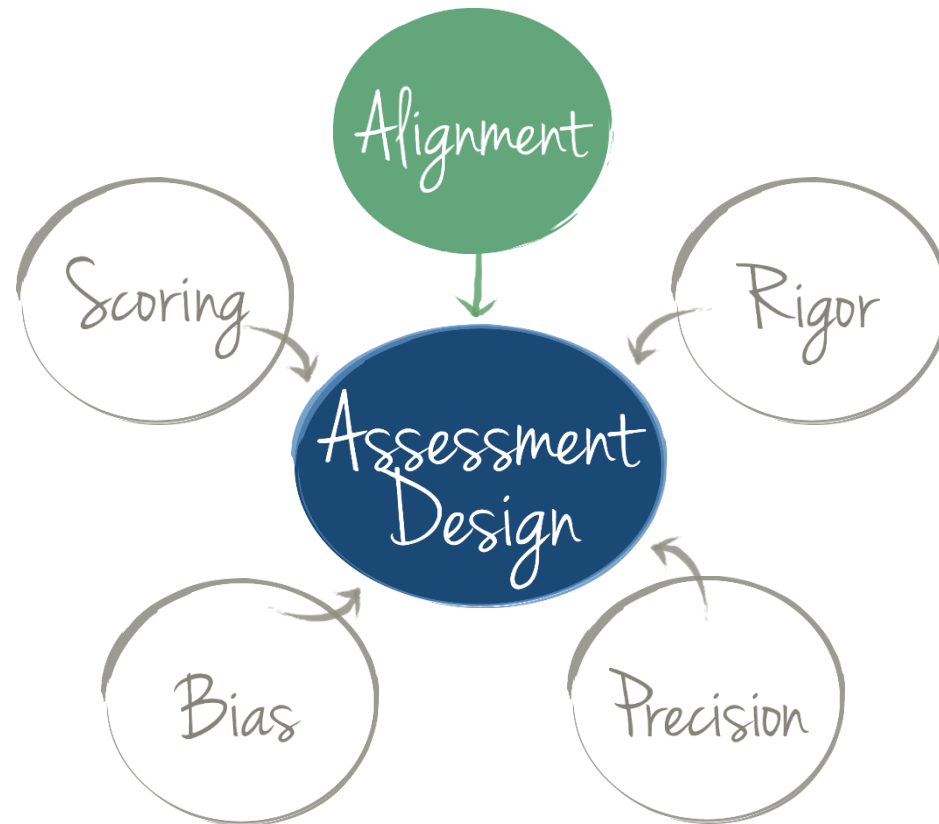 Alignment
Scoring
Rigor
Assessment
Design
Bias
Precision